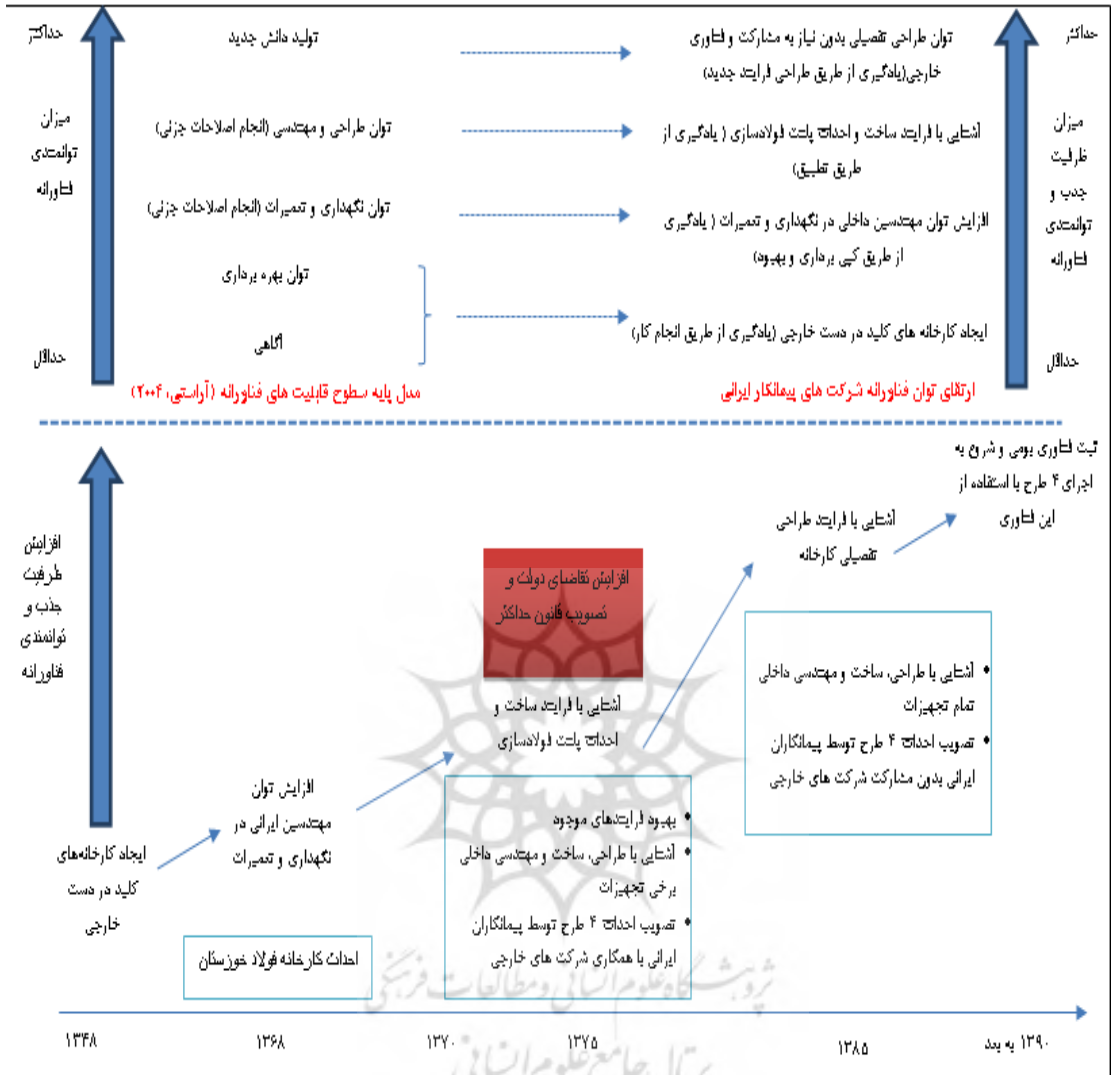 حداکثر
میزان
ظرفیت
جذب و
توانمندی
فناورانه
حداقل
توان طراحی تفصیلی بدون نیاز به مشارکت و فناوری
خارجی(یادگیری از طریق طراحی فرایند جدید)
آشنایی با فرایند ساخت و احداث پلنت فولادسازی ( یادگیری از
طریق تطبیق)
افزایش توان مهندسین داخلی در نگهداری و تعمیرات ( یادگیری
از طریق کپی برداری و بهبود)
ایجاد کارخانه های کلید در دست خارجی (یادگیری از طریق انجام کار)
ارتقای توان فناورانه شرکت های پیمانکار ایرانی
تولید دانش جدید
توان طراحی و مهندسی (انجام اصلاحات جزئی)
توان نگهداری و تعمیرات (انجام اصلاحات جزئی)
توان بهره برداری
آگاهی
مدل پایه سطوح قابلیت های فناورانه (آراستی، ۲۰۰۴)
حداکثر
میزان
توانمندی
فناورانه
حداقل
افزایش
ظرفیت
جذب و
توانمندی
فناورانه
ایجاد کارخانه‌های
کلید در دست
خارجی
افزایش توان
مهندسین ایرانی در
نگهداری و تعمیرات
احداث کارخانه فولاد خوزستان
افزایش تقاضای دولت و
تصویب قانون حداکثر
آشنایی با فرایند ساخت و
احداث پلنت فولادسازی
• بهبود فرایندهای موجود
• آشنایی با طراحی، ساخت و مهندسی داخلی
برخی تجهیزات
• تصویب احداث ۴ طرح توسط پیمانکاران
ایرانی با همکاری شرکت های خارجی
آشنایی با فرایند طراحی
تفصیلی کارخانه
• آشنایی با طراحی، ساخت و مهندسی داخلی
تمام تجهیزات
• تصویب احداث ۴ طرح توسط پیمانکاران
ایرانی بدون مشارکت شرکت های خارجی
ثبت فناوری بومی و شروع به
اجرای ۴ طرح با استفاده از
این فناوری
پژوهشگاه علوم انسانی و مطالعات فرهنگی
پرتال جامع علوم انسانی
۱۳۴۸
۱۳۶۸
۱۳۷۰
۱۳۷۵
۱۳۸۵
۱۳۹۰ به بعد